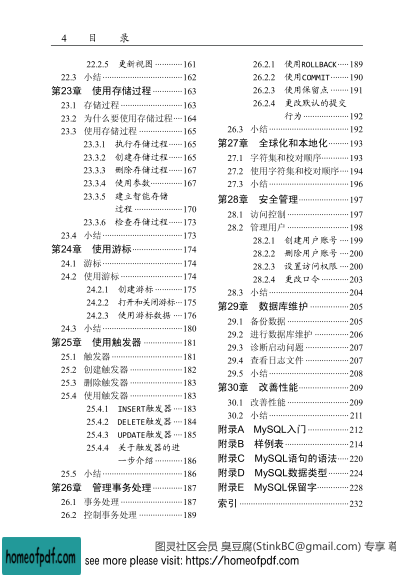 4 目 录
22.2.5 更新视图 ············ 161
22.3 小结 ························ 162
第23章 使用存储过程 ············ 163
23.1 存储过程 ···················· 163
23.2 为什么要使用存储过程 ···· 164
23.3 使用存储过程 ··············· 165
23.3.1 执行存储过程 ······ 165
23.3.2 创建存储过程 ······ 165
23.3.3 删除存储过程 ······ 167
23.3.4 使用参数 ············ 167
23.3.5 建立智能存储
过程 ·················· 170
23.3.6 检查存储过程 ······ 173
23.4 小结 ························ 173
第24章 使用游标 ·················· 174
24.1 游标 ························ 174
24.2 使用游标 ···················· 174
24.2.1 创建游标 ············ 175
24.2.2 打开和关闭游标 ··· 175
24.2.3 使用游标数据 ······ 176
24.3 小结 ························ 180
第25章 使用触发器 ··············· 181
25.1 触发器 ······················ 181
25.2 创建触发器 ················· 182
25.3 删除触发器 ················· 183
25.4 使用触发器 ················· 183
25.4.1 INSERT触发器 ···· 183
25.4.2 DELETE触发器 ···· 184
25.4.3 UPDATE触发器 ···· 185
25.4.4 关于触发器的进
一步介绍 ············ 186
25.5 小结 ························ 186
第26章 管理事务处理 ············ 187
26.1 事务处理 ···················· 187
26.2 控制事务处理 ··············· 189
26.2.1 使用ROLLBACK ····· 189
26.2.2 使用COMMIT ······· 190
26.2.3 使用保留点 ········· 191
26.2.4 更改默认的提交
行为 ·················· 192
26.3 小结 ························ 192
第27章 全球化和本地化 ········· 193
27.1 字符集和校对顺序 ········· 193
27.2 使用字符集和校对顺序 ···· 194
27.3 小结 ························ 196
第28章 安全管理 ·················· 197
28.1 访问控制 ···················· 197
28.2 管理用户 ···················· 198
28.2.1 创建用户账号 ······ 199
28.2.2 删除用户账号 ······ 200
28.2.3 设置访问权限 ······ 200
28.2.4 更改口令 ············ 203
28.3 小结 ························ 204
第29章 数据库维护 ··············· 205
29.1 备份数据 ···················· 205
29.2 进行数据库维护 ············ 206
29.3 诊断启动问题 ··············· 207
29.4 查看日志文件 ··············· 207
29.5 小结 ························ 208
第30章 改善性能 ·················· 209
30.1 改善性能 ···················· 209
30.2 小结 ························ 211
附录A MySQL入门 ··············· 212
附录B 样例表 ····················· 214
附录C MySQL语句的语法 ······ 220
附录D MySQL数据类型 ········· 224
附录E MySQL保留字 ············ 228
索引 ································ 232
图灵社区会员 臭豆腐(StinkBC@gmail.com) 专享 尊
homeofpdf.com
see more please visit: https://homeofpdf.com